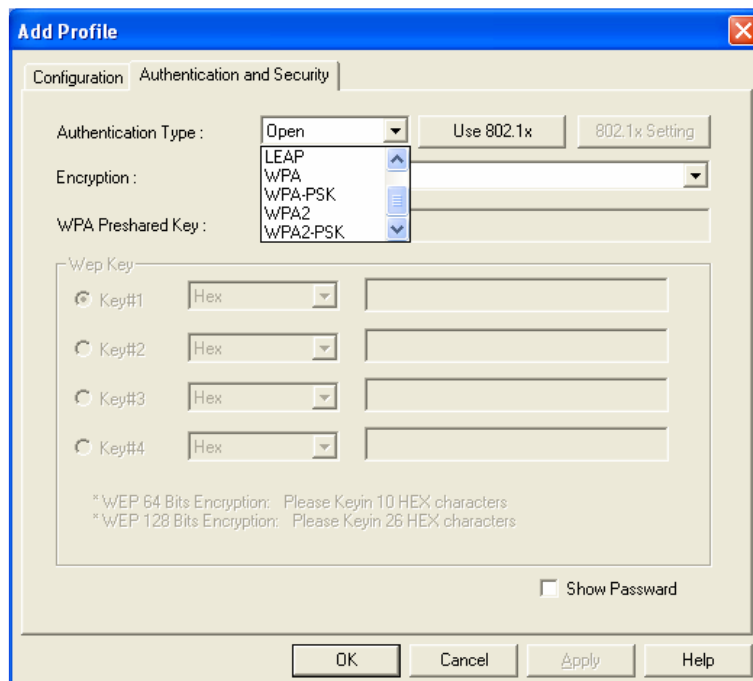 Add Profile
Configuration
Authentication and Security
Authentication Type :
Open
Use 802.1x
802.1x Setting
LEAP
WPA
WPA-PSK
WPA2
WPA2-PSK
Encryption :
WPA Preshared Key :
Wep Key
Key#1
Hex
Key#2
Hex
Key#3
Hex
Key#4
Hex
* WEP 64 Bits Encryption: Please Keyin 10 HEX characters
* WEP 128 Bits Encryption: Please Keyin 26 HEX characters
Show Passward
OK
Cancel
Apply
Help